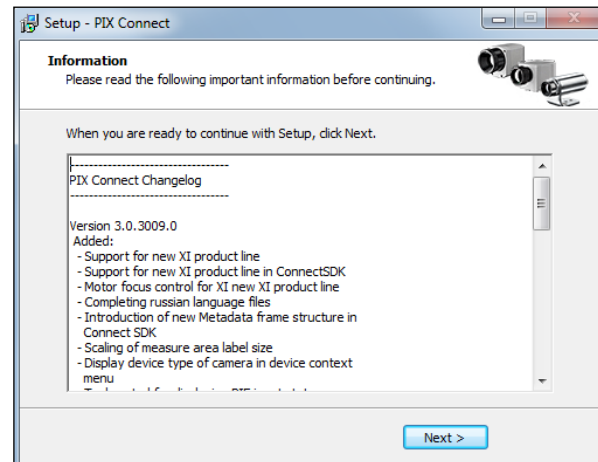 Setup - PIX Connect
Information
Please read the following important information before continuing.
When you are ready to continue with Setup, click Next.
---------------------------------
PIX Connect Changelog
---------------------------------
Version 3.0.3009.0
Added:
- Support for new XI product line
- Support for new XI product line in ConnectSDK
- Motor focus control for XI new XI product line
- Completing russian language files
- Introduction of new Metadata frame structure in
Connect SDK
- Scaling of measure area label size
- Display device type of camera in device context
menu
Next >